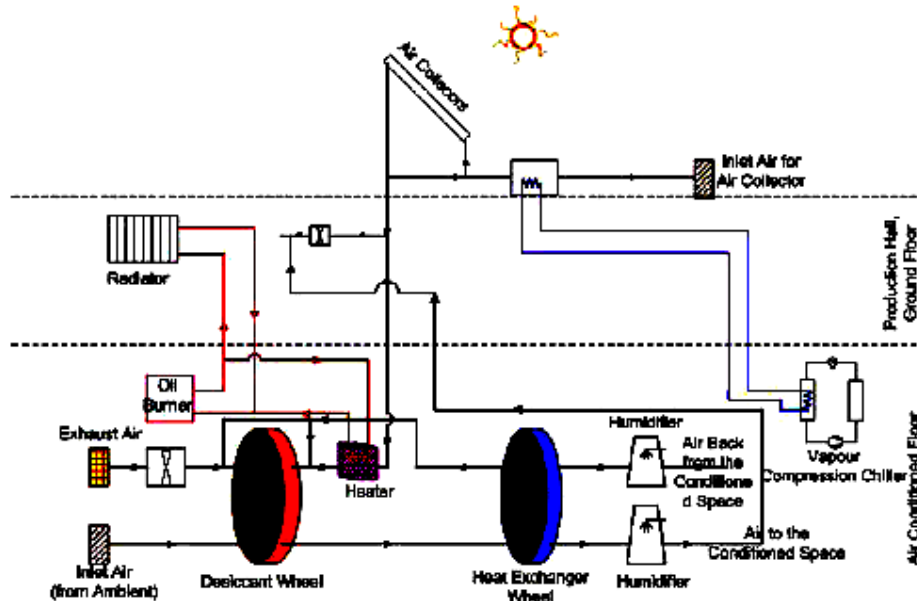 Air Collectors
Inlet Air for
Air Collector
Production Hall,
Ground Floor
Radiator
Oil
Burner
Exhaust Air
Heater
Humidifier
Air Back
from the
Conditione
d Space
Vapour
Compression Chiller
Air Conditioned Floor
Air to the
Conditioned Space
Inlet Air
(from Ambient)
Desiccant Wheel
Heat Exchanger
Wheel
Humidifier